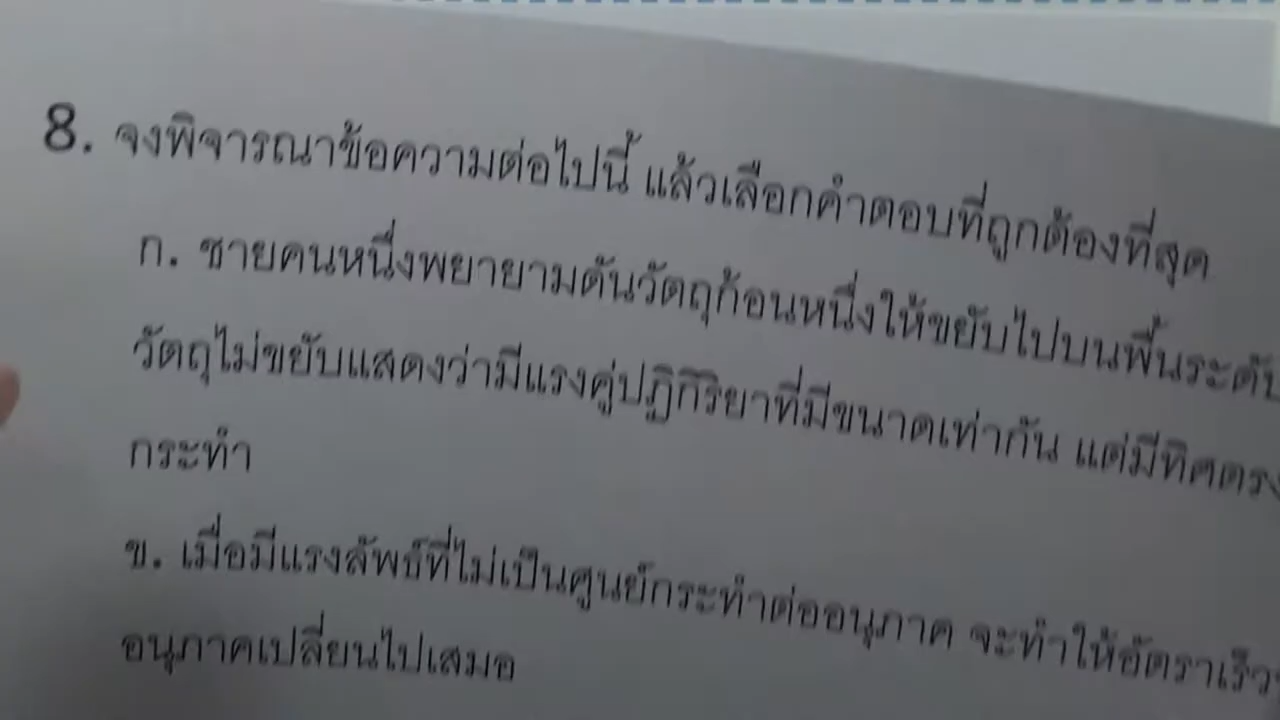 8. จงพิจารณาข้อความต่อไปนี้ แล้วเลือกคำตอบที่ถูกต้องที่สุด
ก. ชายคนหนึ่งพยายามดันวัตถุก้อนหนึ่งให้ขยับไปบนพื้นระดับ
วัตถุไม่ขยับแสดงว่ามีแรงคู่ปฏิกิริยาที่มีขนาดเท่ากัน แต่มีทิศตรง
กระทำ
ข. เมื่อมีแรงลัพธ์ที่ไม่เป็นศูนย์กระทำต่ออนุภาค จะทำให้อัตราเร็ว
อนุภาคเปลี่ยนไปเสมอ